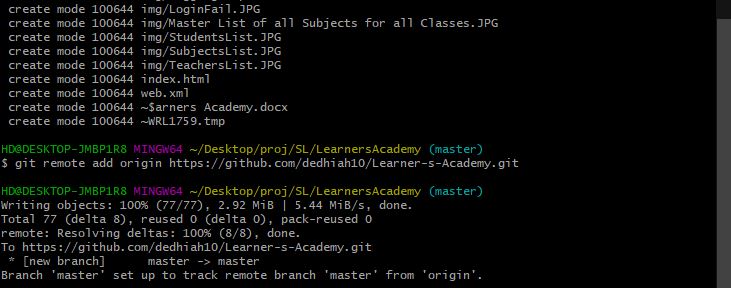 create mode 100644 img/LoginFail.JPG
create mode 100644 img/Master List of all Subjects for all Classes.JPG
create mode 100644 img/StudentsList.JPG
create mode 100644 img/SubjectsList.JPG
create mode 100644 img/TeachersList.JPG
create mode 100644 index.html
create mode 100644 web.xml
create mode 100644 ~$arners Academy.docx
create mode 100644 ~WRL1759.tmp
HD@DESKTOP-JMBP1R8 MINGW64 ~/Desktop/proj/SL/LearnersAcademy (master)
$ git remote add origin https://github.com/dedhiah10/Learner-s-Academy.git
HD@DESKTOP-JMBP1R8 MINGW64 ~/Desktop/proj/SL/LearnersAcademy (master)
Writing objects: 100% (77/77), 2.92 MiB | 5.44 MiB/s, done.
Total 77 (delta 8), reused 0 (delta 0), pack-reused 0
remote: Resolving deltas: 100% (8/8), done.
To https://github.com/dedhiah10/Learner-s-Academy.git
* [new branch]      master -> master
Branch 'master' set up to track remote branch 'master' from 'origin'.